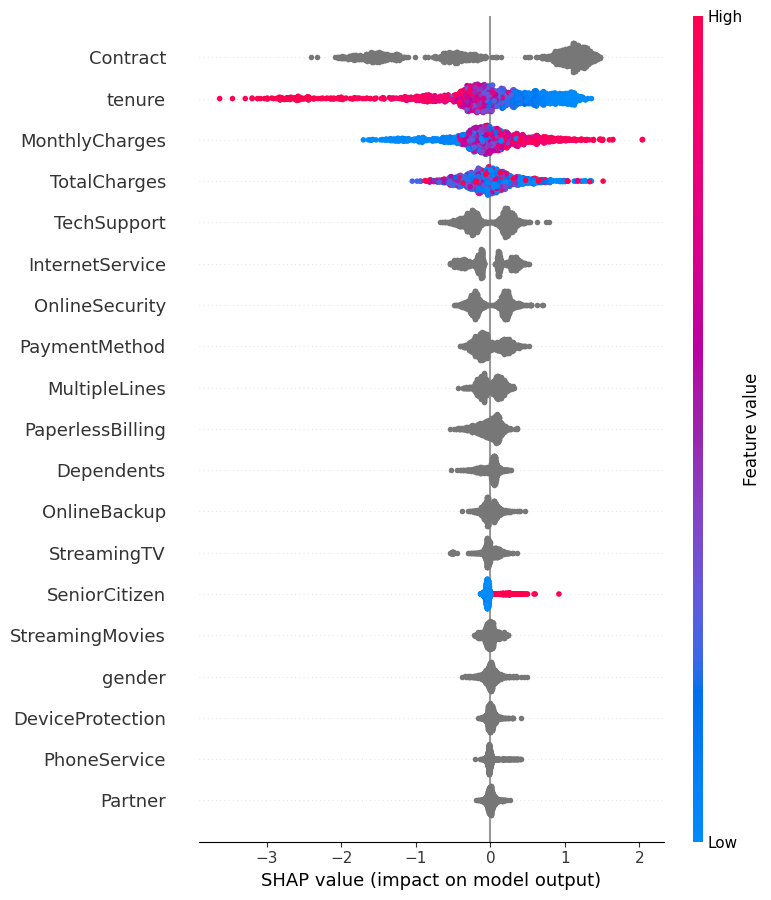 High
Contract
tenure
MonthlyCharges
TotalCharges
TechSupport
InternetService
OnlineSecurity
PaymentMethod
MultipleLines
PaperlessBilling
Dependents
OnlineBackup
StreamingTV
SeniorCitizen
StreamingMovies
gender
DeviceProtection
PhoneService
Partner
Feature value
Low
−3 −2 −1 0 1 2
SHAP value (impact on model output)